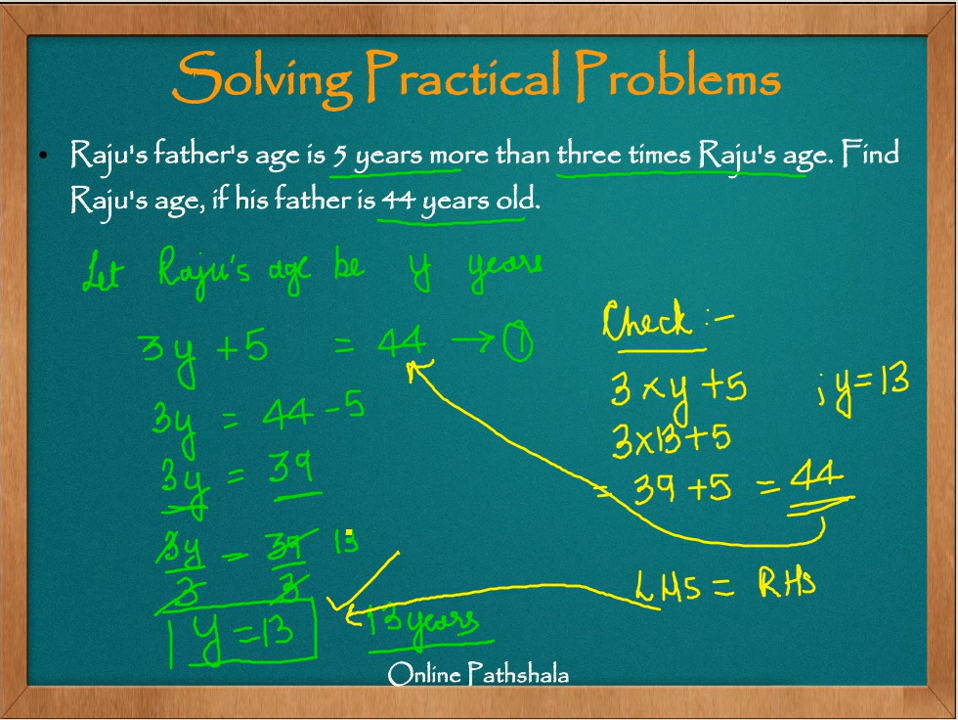 Solving Practical Problems
• Raju's father's age is 5 years more than three times Raju's age. Find
Raju's age, if his father is 44 years old.
Let Raju's age be y years
3y + 5 = 44 → ①
3y = 44 - 5
3y = 39
3y = 39 13
3 3
y = 13
13 years
Check :-
3 × y + 5 ; y = 13
3 × 13 + 5
= 39 + 5 = 44
LHS = RHS
Online Pathshala